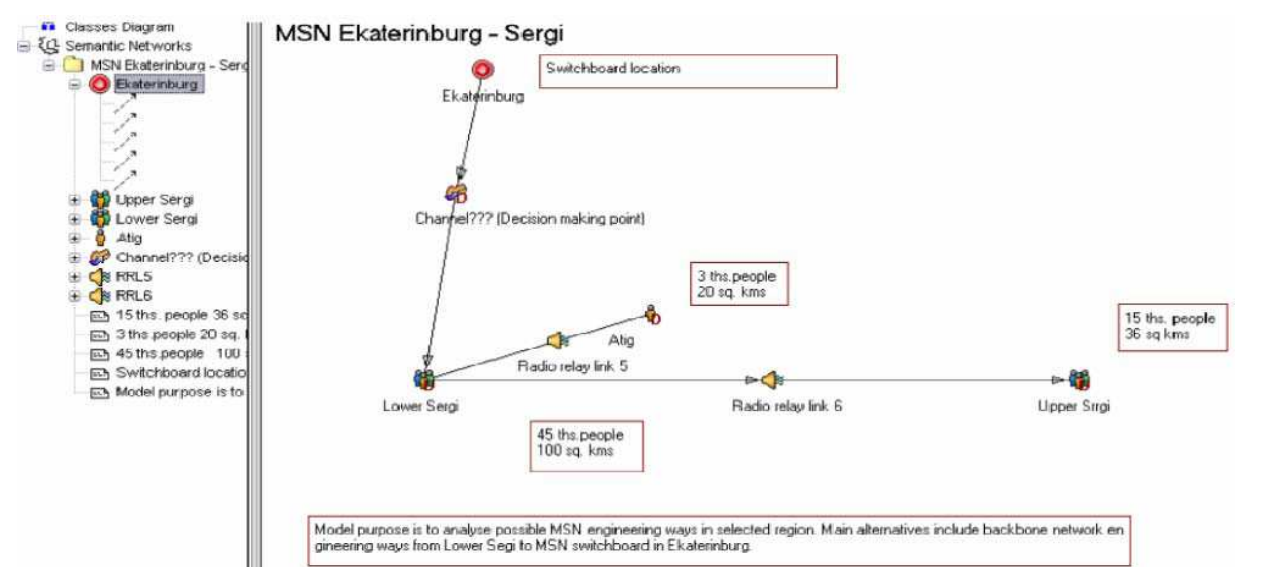 Classes Diagram
Semantic Networks
MSN Ekaterinburg - Serg
Ekaterinburg
Upper Sergi
Lower Sergi
Atig
Channel??? (Decisio
RRL5
RRL6
15 ths. people 36 sq
3 ths.people 20 sq.
45 ths.people 100
Switchboard locatio
Model purpose is to
MSN Ekaterinburg - Sergi
Switchboard location
Ekaterinburg
Channel??? (Decision making point)
3 ths.people
20 sq. kms
15 ths. people
36 sq kms
Atig
Radio relay link 5
Lower Sergi
Radio relay link 6
Upper Srrgi
45 ths.people
100 sq. kms
Model purpose is to analyse possible MSN engineering ways in selected region. Main alternatives include backbone network en
gineering ways from Lower Segi to MSN switchboard in Ekaterinburg.